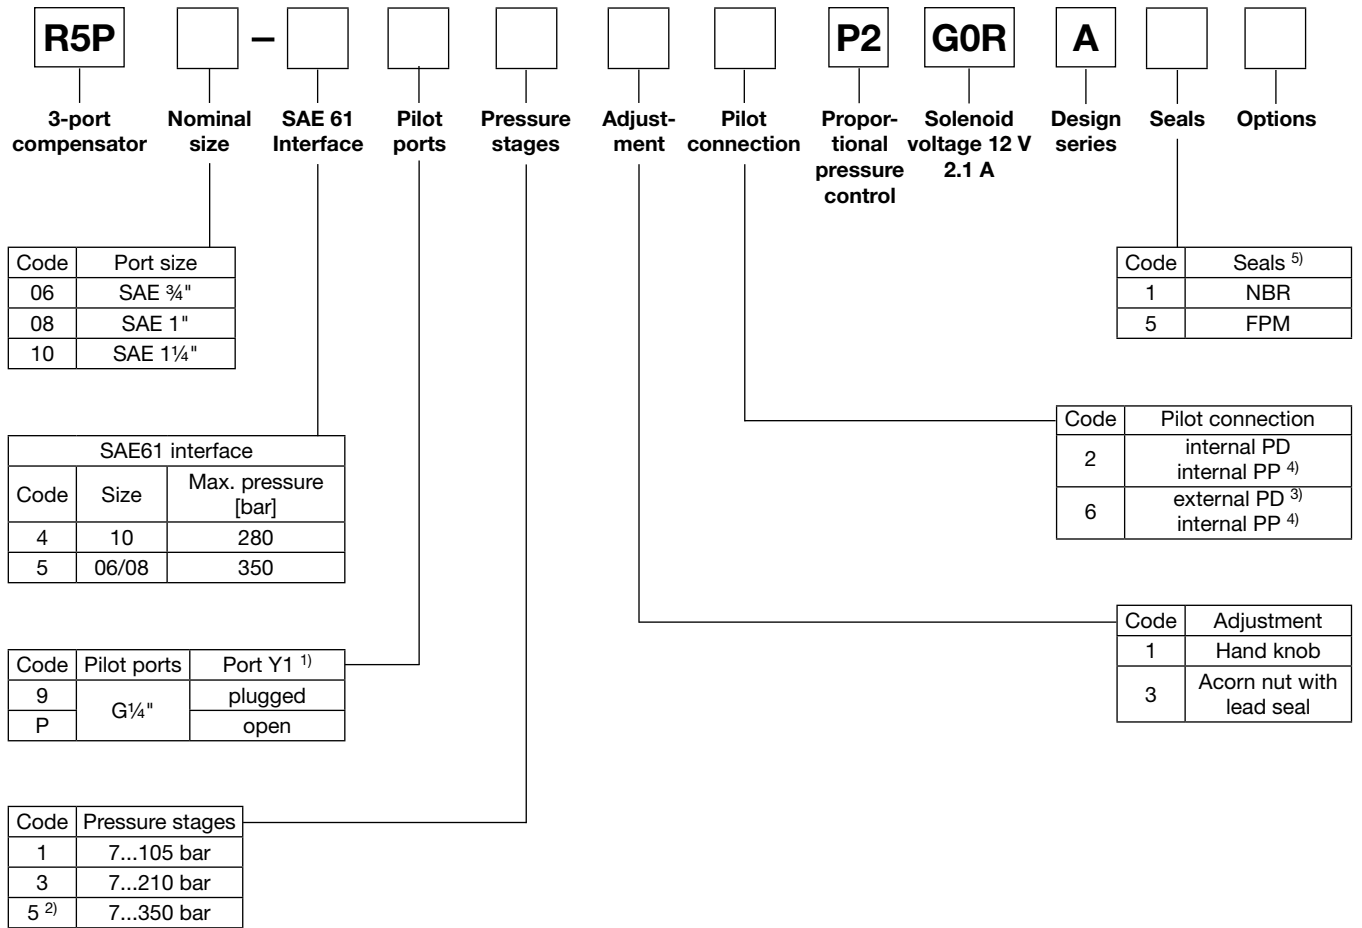 R5P – P2 G0R A
3-port compensator
Nominal size
SAE 61 Interface
Pilot ports
Pressure stages
Adjust-ment
Pilot connection
Propor-tional pressure control
Solenoid voltage 12 V 2.1 A
Design series
Seals
Options
Code Port size
06 SAE ¾"
08 SAE 1"
10 SAE 1¼"
Code Seals 5)
1 NBR
5 FPM
SAE61 interface
Code Size Max. pressure [bar]
4 10 280
5 06/08 350
Code Pilot connection
2 internal PD
internal PP 4)
6 external PD 3)
internal PP 4)
Code Pilot ports Port Y1 1)
9 G¼" plugged
P open
Code Adjustment
1 Hand knob
3 Acorn nut with
lead seal
Code Pressure stages
1 7...105 bar
3 7...210 bar
5 2) 7...350 bar